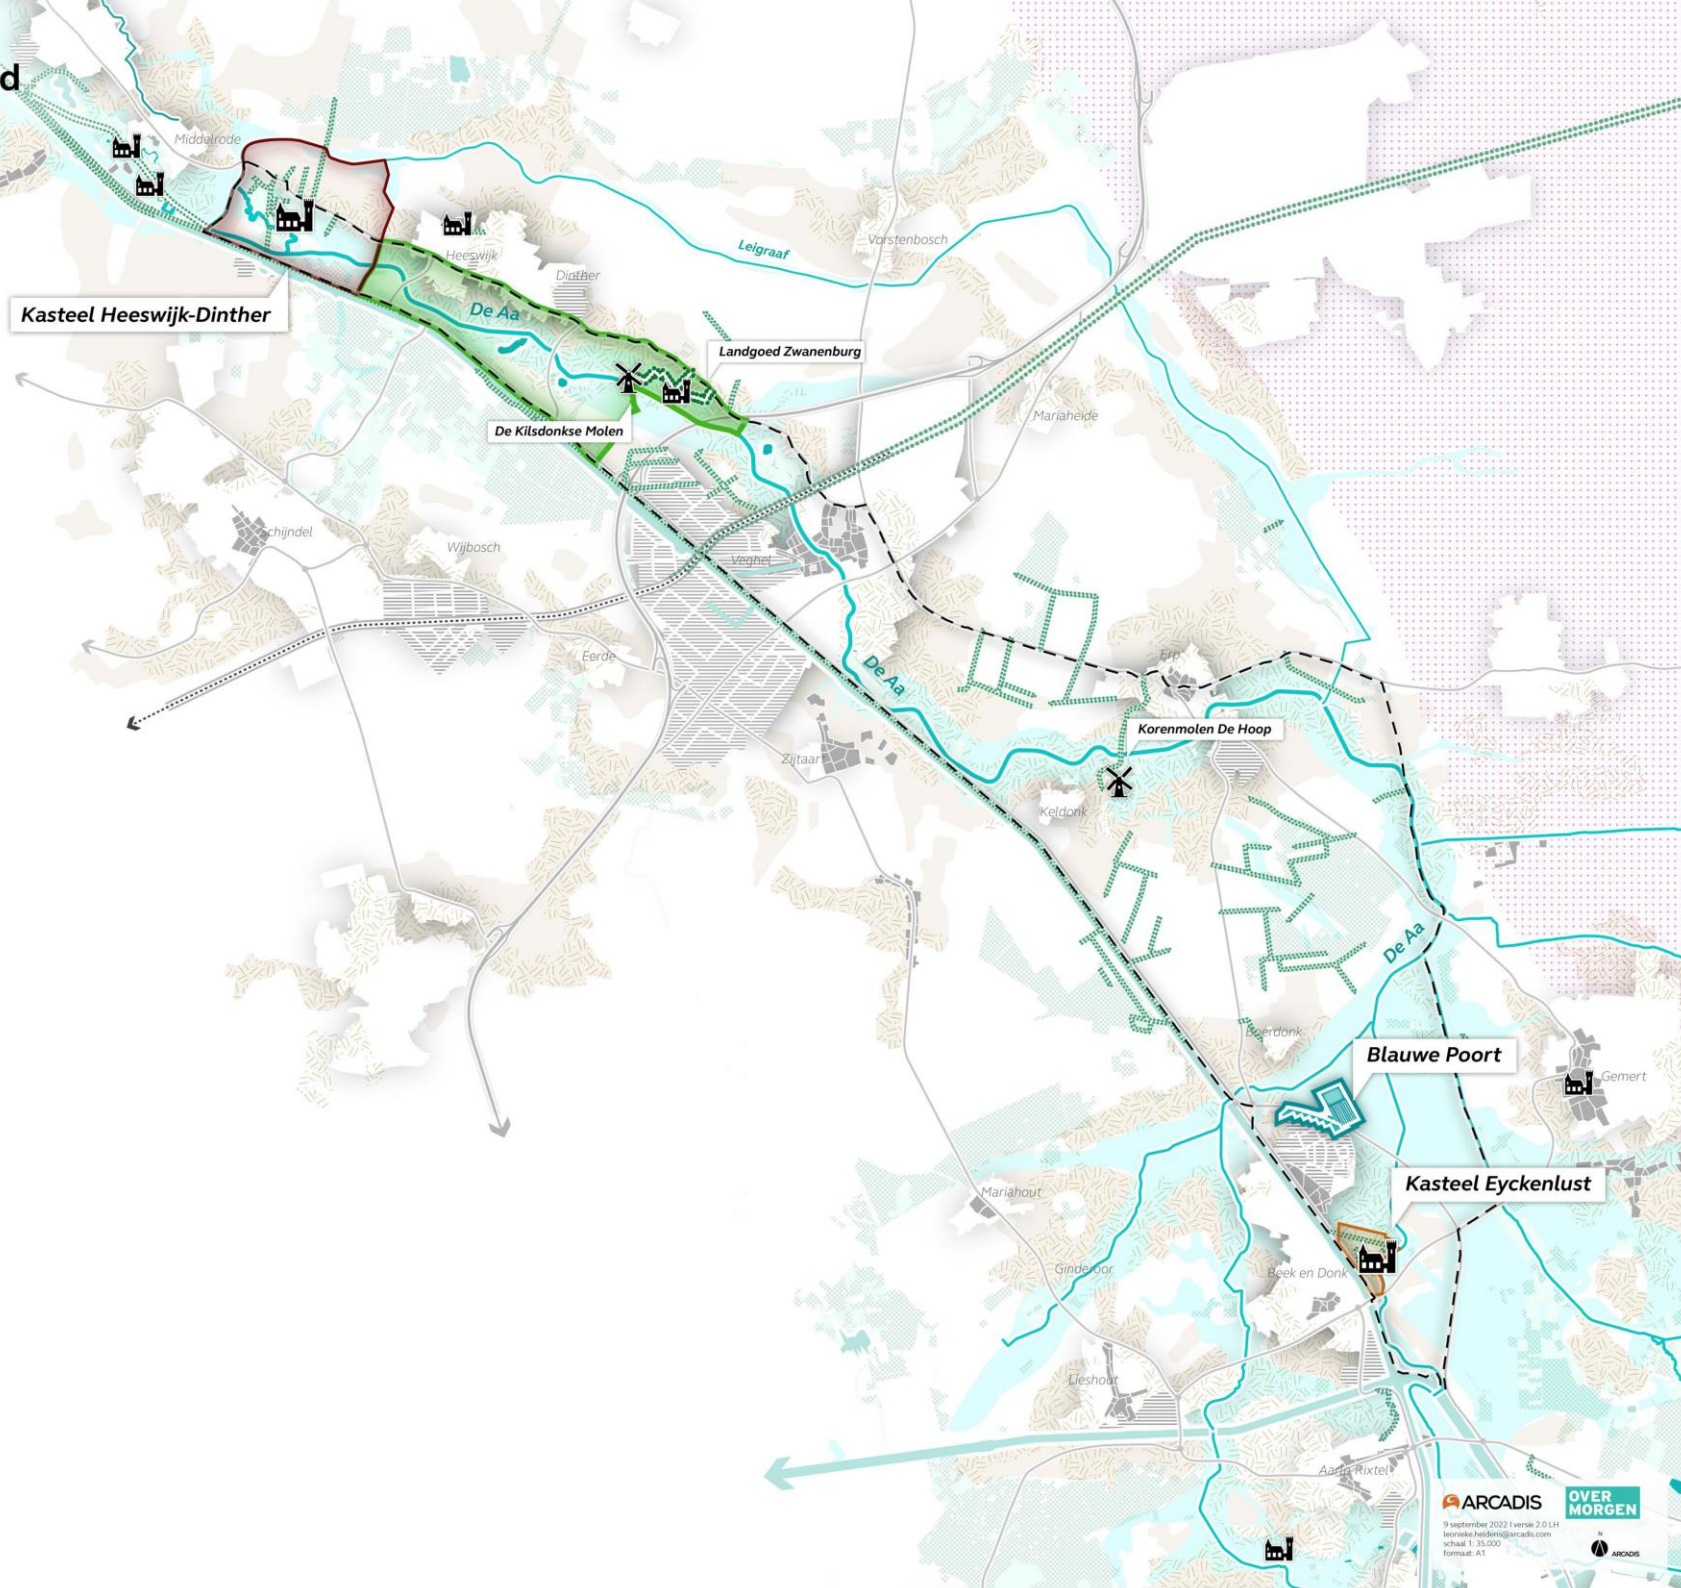 d
Middelrode
Heeswijk
Dinther
Leigraaf
Vorstenbosch
Kasteel Heeswijk-Dinther
De Aa
Landgoed Zwanenburg
De Kilsdonkse Molen
Mariaheide
Schijndel
Wijbosch
Veghel
Eerde
De Aa
Erp
Korenmolen De Hoop
Zijtaart
Keldonk
De Aa
Boerdonk
Blauwe Poort
Gemert
Kasteel Eyckenlust
Mariahout
Ginderoor
Beek en Donk
Lieshout
Aarle-Rixtel
ARCADIS
OVER
MORGEN
9 september 2022 I versie 2.0 LH
leonieke.heldens@arcadis.com
schaal 1: 35.000
formaat: A1
N
ARCADIS